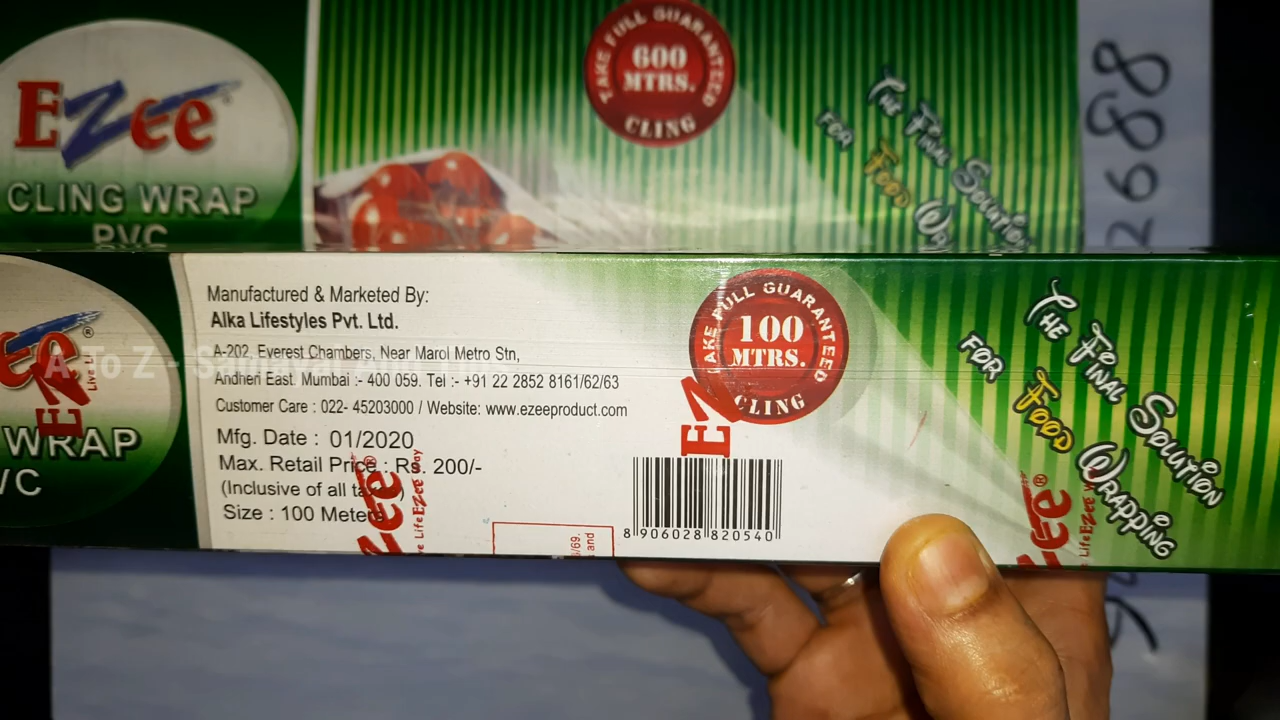 EZee®
CLING WRAP
PVC
TAKE FULL GUARANTEED
600
MTRS.
CLING
THE FINAL SOLUTION
FOR FOOD
2688
WRAP
Manufactured & Marketed By:
Alka Lifestyles Pvt. Ltd.
A-202, Everest Chambers, Near Marol Metro Stn,
Andheri East. Mumbai :- 400 059. Tel :- +91 22 2852 8161/62/63
Customer Care : 022- 45203000 / Website: www.ezeeproduct.com
Mfg. Date : 01/2020
Max. Retail Price : Rs. 200/-
(Inclusive of all
Size : 100 Meters
TAKE FULL GUARANTEED
100
MTRS.
CLING
8 906028 820540
THE FINAL SOLUTION
FOR FOOD WRAPPING
A To Z -